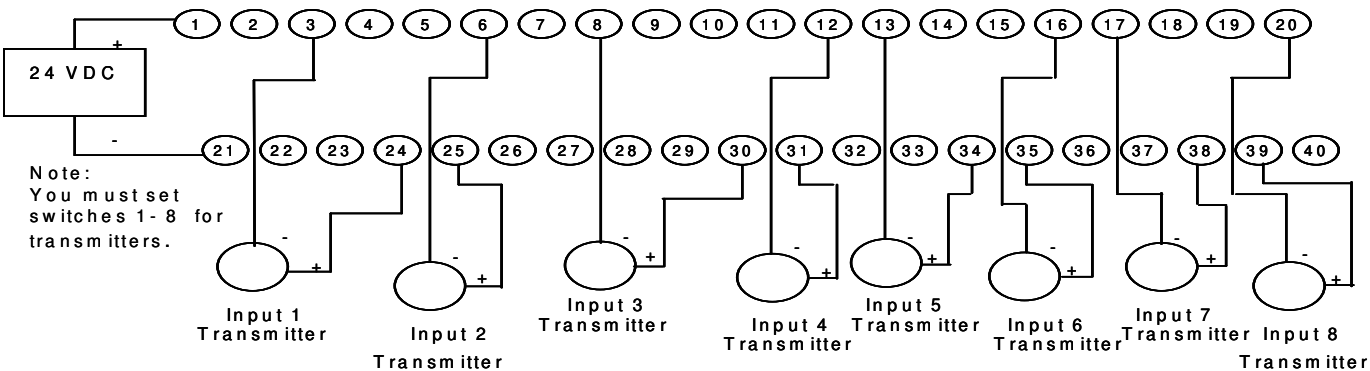 1 2 3 4 5 6 7 8 9 10 11 12 13 14 15 16 17 18 19 20
+
24 VDC
-
21 22 23 24 25 26 27 28 29 30 31 32 33 34 35 36 37 38 39 40
Note:
You must set
switches 1-8 for
transmitters.
- +
Input 1
Transmitter
- +
Input 2
Transmitter
- +
Input 3
Transmitter
- +
Input 4
Transmitter
- +
Input 5
Transmitter
- +
Input 6
Transmitter
- +
Input 7
Transmitter
- +
Input 8
Transmitter